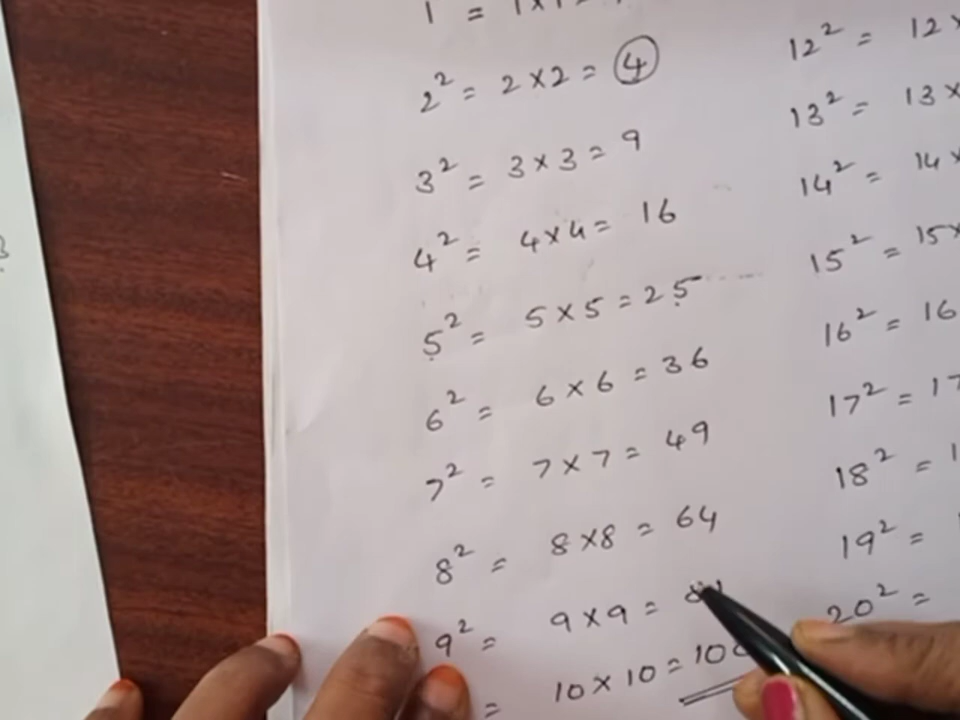 2² = 2 × 2 = 4
3² = 3 × 3 = 9
4² = 4 × 4 = 16
5² = 5 × 5 = 25
6² = 6 × 6 = 36
7² = 7 × 7 = 49
8² = 8 × 8 = 64
9² = 9 × 9 =
= 10 × 10 =
12² = 12 ×
13² = 13 ×
14² = 14 ×
15² = 15 ×
16² = 16
17² = 17
18² =
19² =
20² =